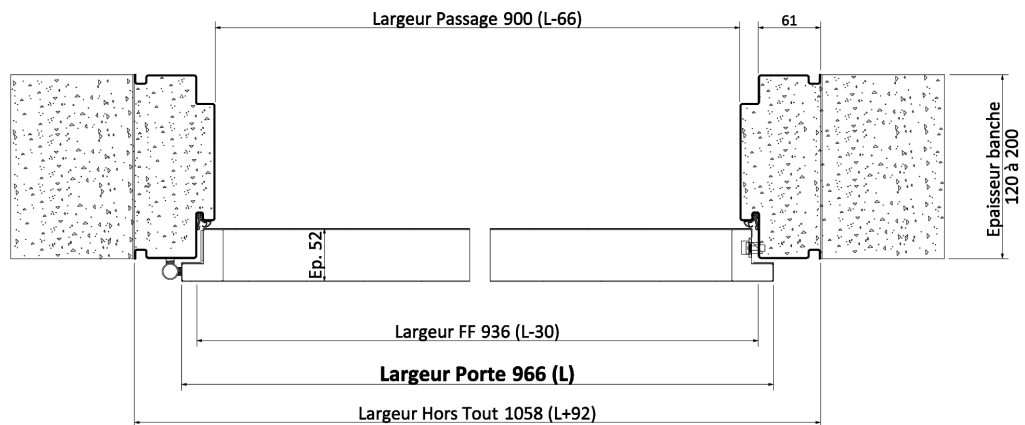 Largeur Passage 900 (L-66)
61
Epaisseur banche
120 à 200
Ep. 52
Largeur FF 936 (L-30)
Largeur Porte 966 (L)
Largeur Hors Tout 1058 (L+92)